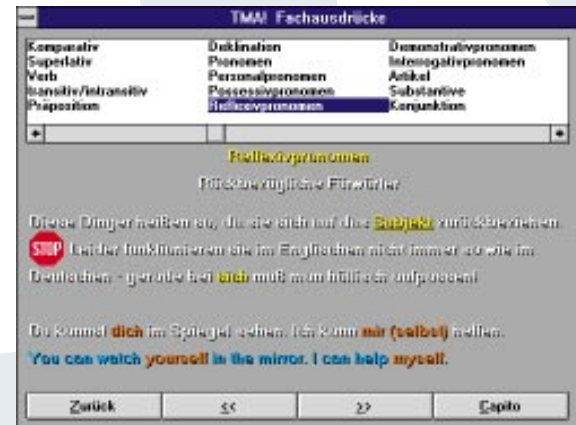 TMA! Fachausdrücke
Komparativ Deklination Demonstrativpronomen
Superlativ Pronomen Interrogativpronomen
Verb Personalpronomen Artikel
transitiv/intransitiv Possessivpronomen Substantive
Präposition Reflexivpronomen Konjunktion
Reflexivpronomen
Rückbezügliche Fürwörter
Diese Dinger heißen so, da sie sich auf das Subjekt zurückbeziehen.
STOP Leider funktionieren sie im Englischen nicht immer so wie im
Deutschen - gerade bei sich muß man höllisch aufpassen!
Du kannst dich im Spiegel sehen. Ich kann mir (selbst) helfen.
You can watch yourself in the mirror. I can help myself.
Zurück << >> Capito